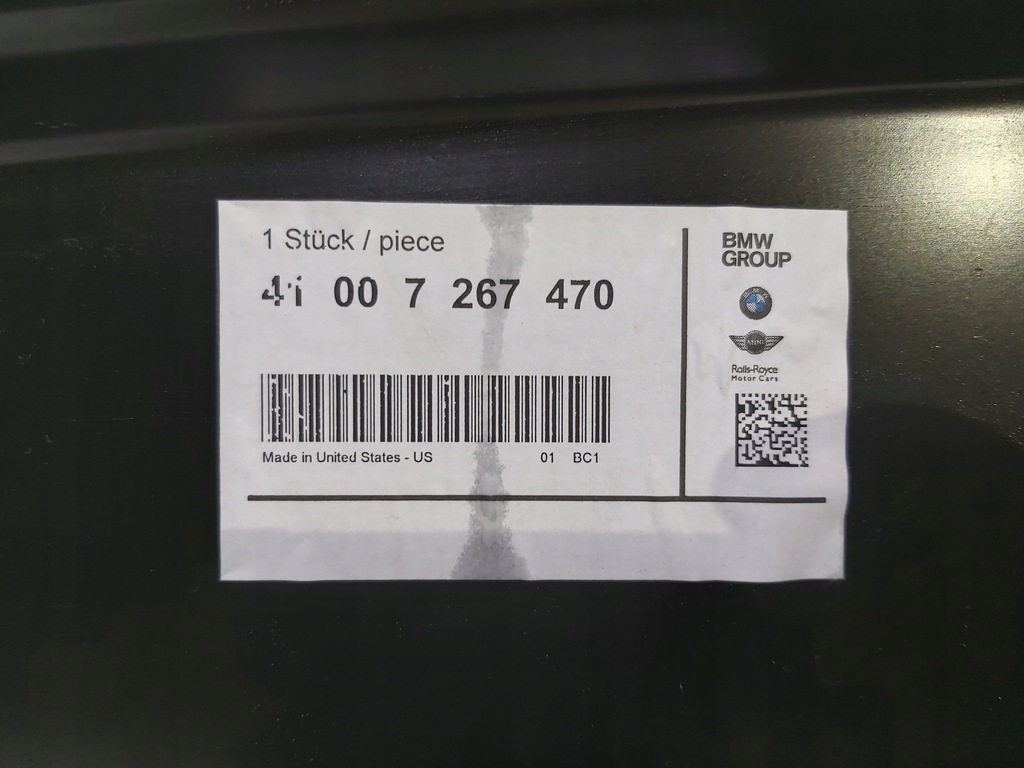 1 Stück / piece
41 00 7 267 470
Made in United States - US 01 BC1
BMW
GROUP
MINI
Rolls-Royce
Motor Cars